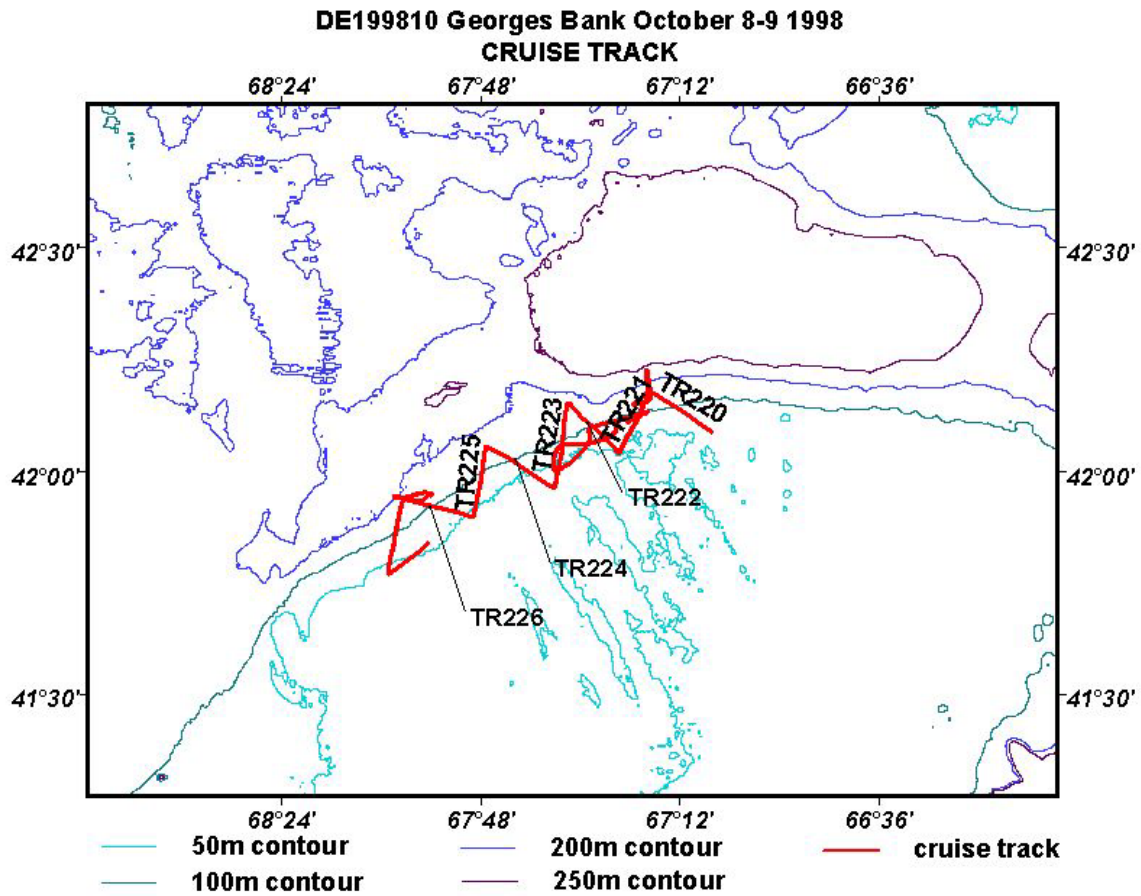 DE199810 Georges Bank October 8-9 1998
CRUISE TRACK
68°24' 67°48' 67°12' 66°36'
42°30' 42°30'
TR221
TR220
TR223
TR225
42°00' 42°00'
TR222
TR224
TR226
41°30' 41°30'
68°24' 67°48' 67°12' 66°36'
50m contour 200m contour cruise track
100m contour 250m contour